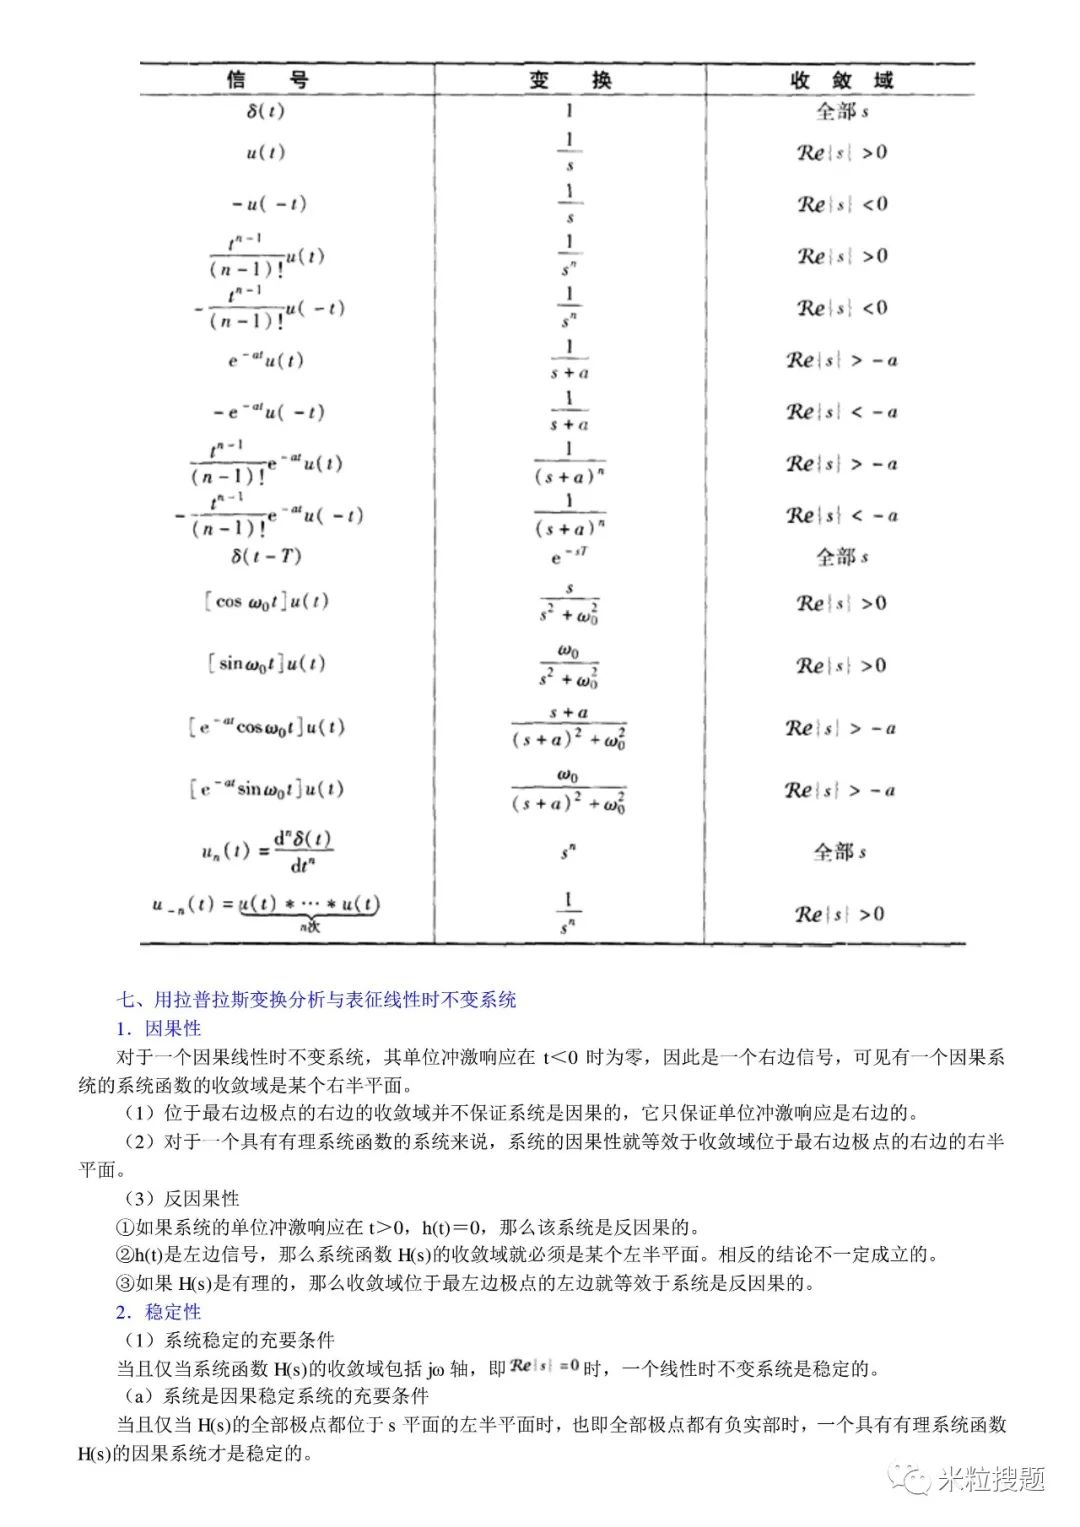 信 号 变 换 收 敛 域
δ(t) 1 全部 s
u(t) 1/s Re{s} >0
-u(-t) 1/s Re{s} <0
t^{n-1}/(n-1)! u(t) 1/s^n Re{s} >0
-t^{n-1}/(n-1)! u(-t) 1/s^n Re{s} <0
e^{-at}u(t) 1/(s+a) Re{s} > -a
-e^{-at}u(-t) 1/(s+a) Re{s} < -a
t^{n-1}/(n-1)! e^{-at}u(t) 1/(s+a)^n Re{s} > -a
-t^{n-1}/(n-1)! e^{-at}u(-t) 1/(s+a)^n Re{s} < -a
δ(t-T) e^{-sT} 全部 s
[cos ω₀t]u(t) s/(s²+ω₀²) Re{s} >0
[sinω₀t]u(t) ω₀/(s²+ω₀²) Re{s} >0
[e^{-at}cosω₀t]u(t) (s+a)/((s+a)²+ω₀²) Re{s} > -a
[e^{-at}sinω₀t]u(t) ω₀/((s+a)²+ω₀²) Re{s} > -a
u_n(t) = d^nδ(t)/dt^n s^n 全部 s
u_{-n}(t) = u(t) * ··· * u(t) 1/s^n Re{s} >0
n次
七、用拉普拉斯变换分析与表征线性时不变系统
1．因果性
对于一个因果线性时不变系统，其单位冲激响应在 t＜0 时为零，因此是一个右边信号，可见有一个因果系
统的系统函数的收敛域是某个右半平面。
（1）位于最右边极点的右边的收敛域并不保证系统是因果的，它只保证单位冲激响应是右边的。
（2）对于一个具有有理系统函数的系统来说，系统的因果性就等效于收敛域位于最右边极点的右边的右半
平面。
（3）反因果性
①如果系统的单位冲激响应在 t＞0，h(t)＝0，那么该系统是反因果的。
②h(t)是左边信号，那么系统函数 H(s)的收敛域就必须是某个左半平面。相反的结论不一定成立的。
③如果 H(s)是有理的，那么收敛域位于最左边极点的左边就等效于系统是反因果的。
2．稳定性
（1）系统稳定的充要条件
当且仅当系统函数 H(s)的收敛域包括 jω 轴，即 Re{s} =0 时，一个线性时不变系统是稳定的。
（a）系统是因果稳定系统的充要条件
当且仅当 H(s)的全部极点都位于 s 平面的左半平面时，也即全部极点都有负实部时，一个具有有理系统函数
H(s)的因果系统才是稳定的。
米粒搜题